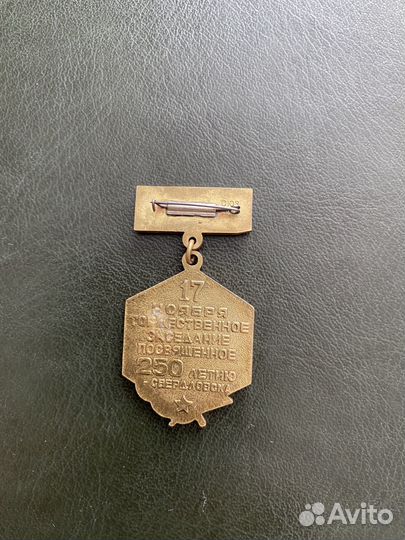 17
НОЯБРЯ
ТОРЖЕСТВЕННОЕ
ЗАСЕДАНИЕ
ПОСВЯЩЕННОЕ
250 ЛЕТИЮ
СВЕРДЛОВСКА
Avito